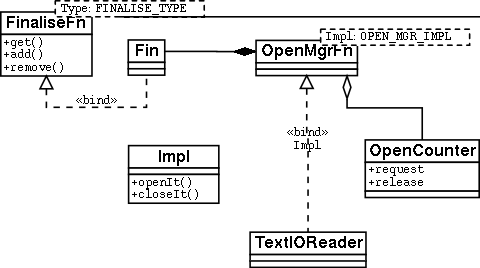 Type: FINALISE_TYPE
FinaliseFn
+get()
+add()
+remove()
Fin
Impl: OPEN_MGR_IMPL
OpenMgrFn
«bind»
«bind»
Impl
OpenCounter
+request
+release
Impl
+openIt()
+closeIt()
TextIOReader